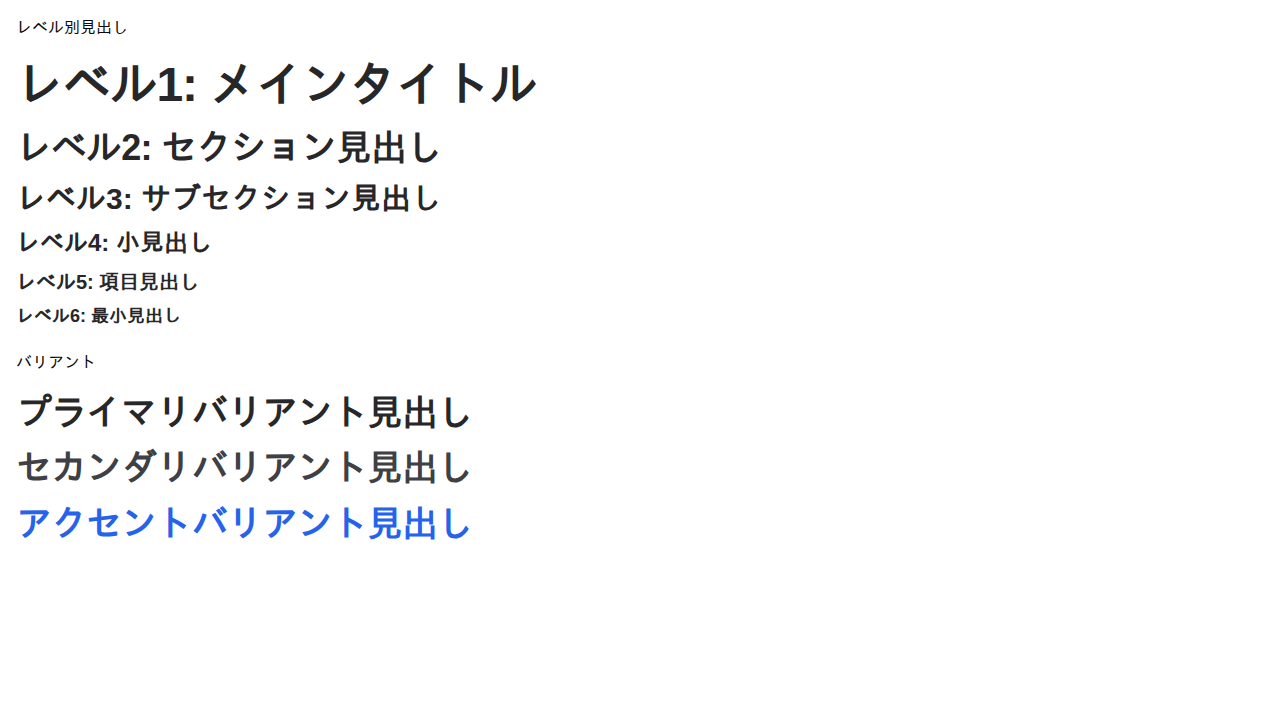 レベル別見出し
レベル1: メインタイトル
レベル2: セクション見出し
レベル3: サブセクション見出し
レベル4: 小見出し
レベル5: 項目見出し
レベル6: 最小見出し
バリアント
プライマリバリアント見出し
セカンダリバリアント見出し
アクセントバリアント見出し